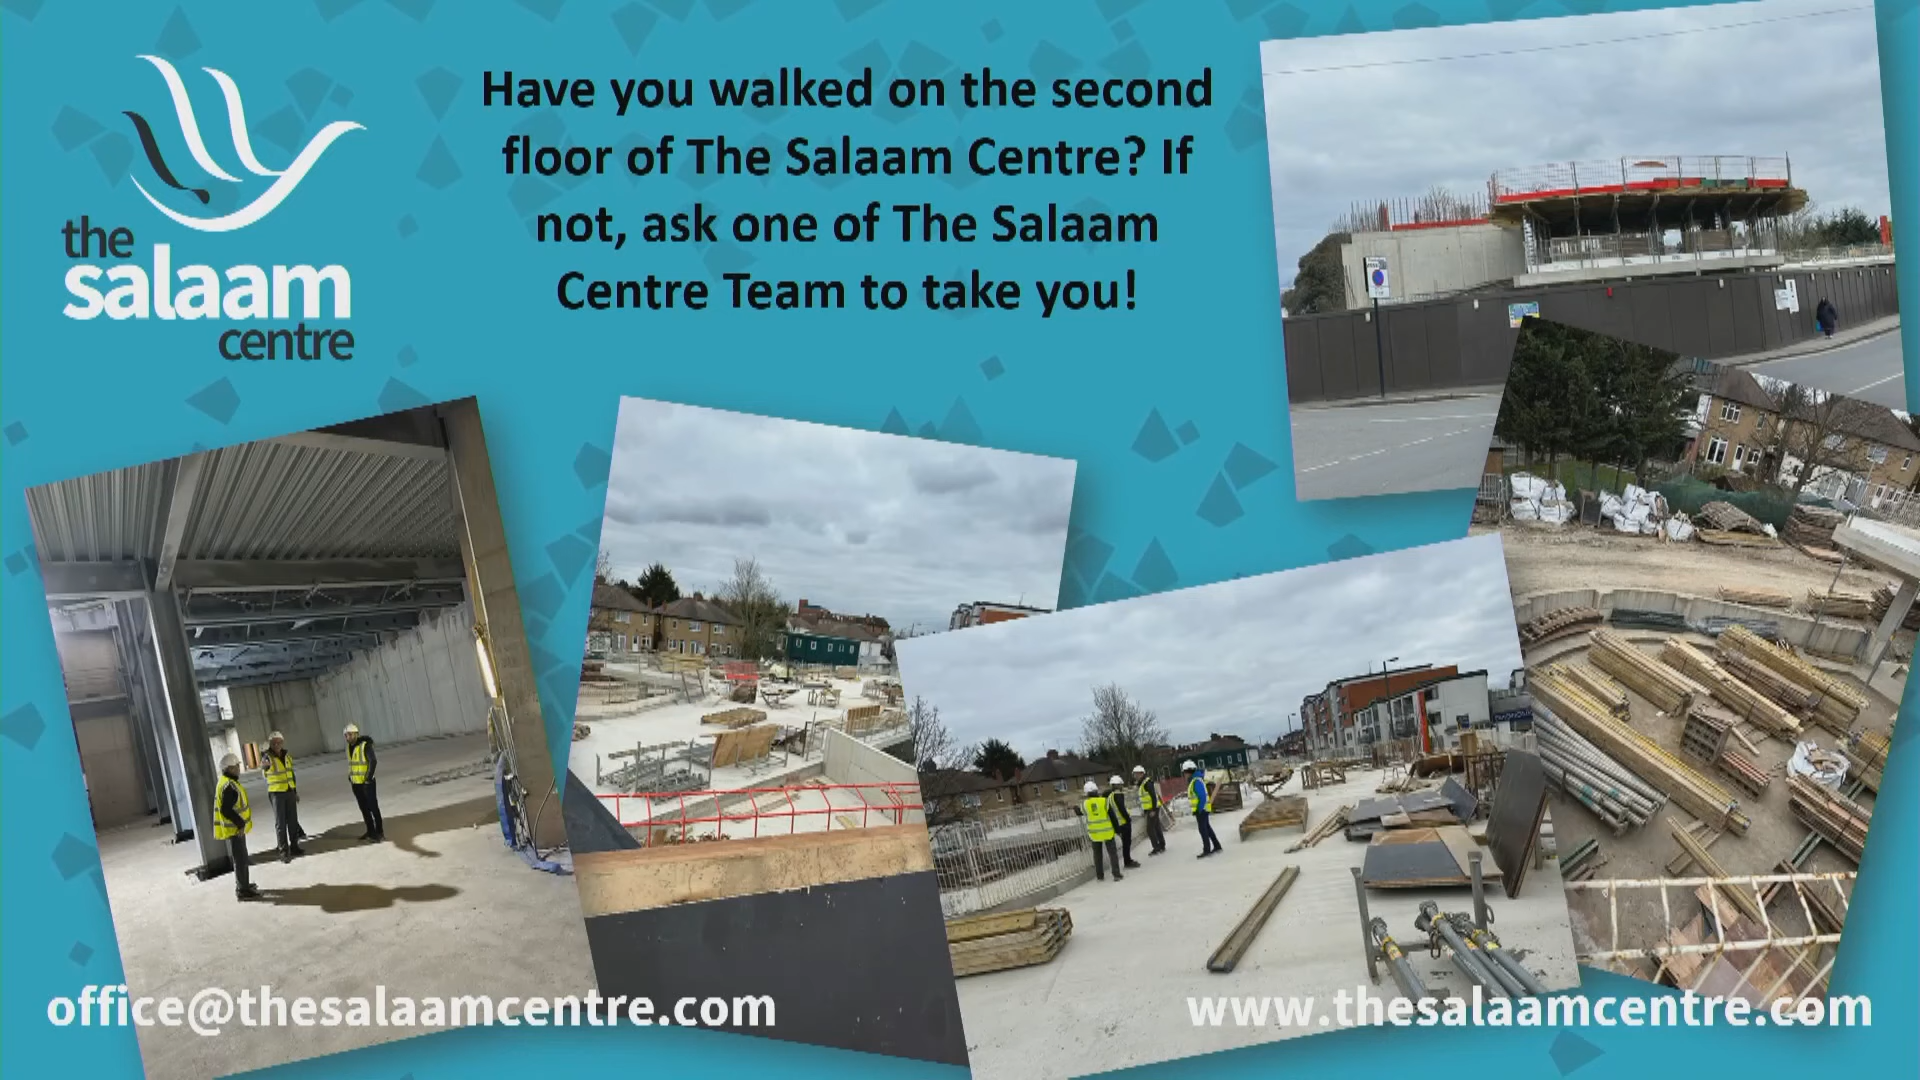 the
salaam
centre
Have you walked on the second
floor of The Salaam Centre? If
not, ask one of The Salaam
Centre Team to take you!
office@thesalaamcentre.com
www.thesalaamcentre.com